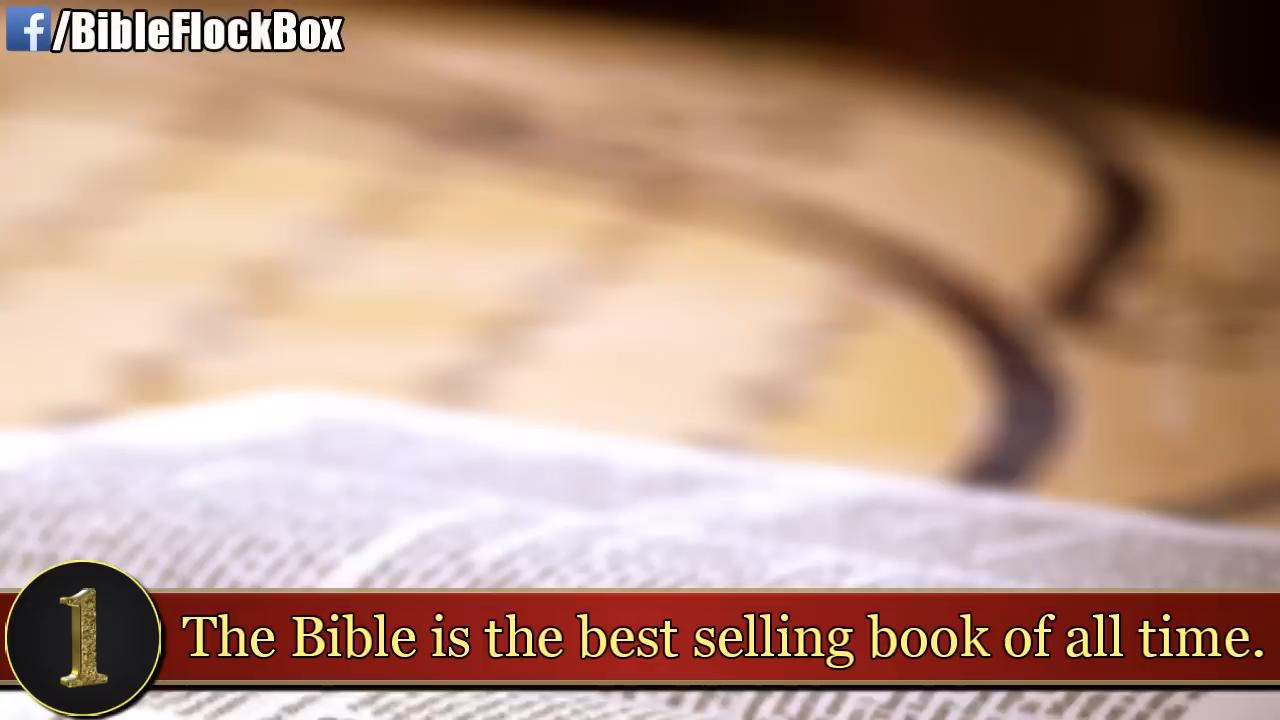 f/BibleFlockBox
1 The Bible is the best selling book of all time.